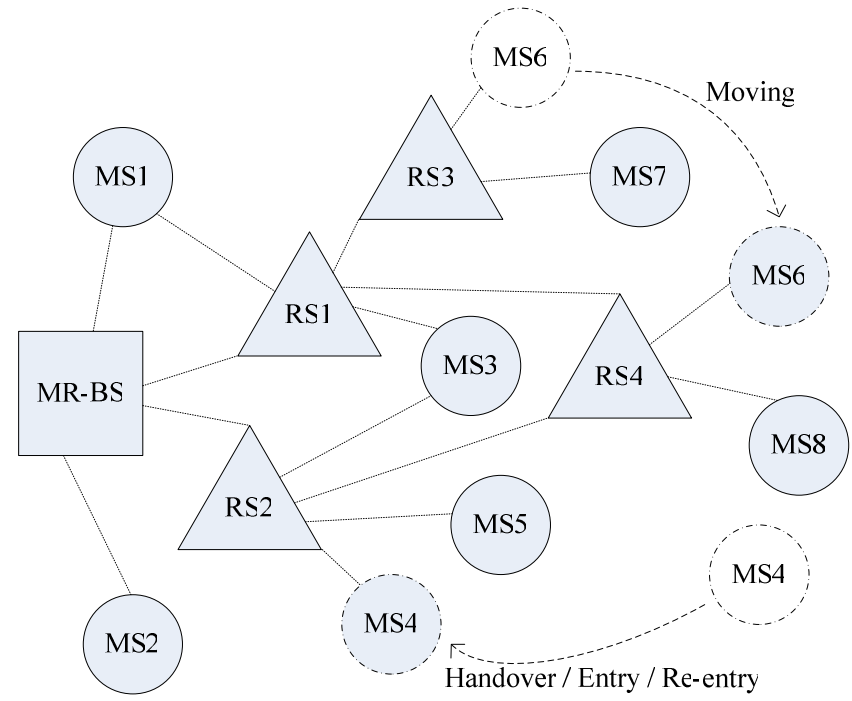 MS6
Moving
MS1
RS3
MS7
MS6
RS1
MS3
RS4
MR-BS
MS8
RS2
MS5
MS4
MS4
MS2
Handover / Entry / Re-entry